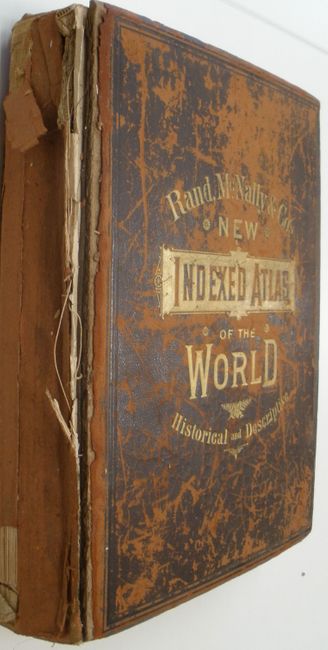 Rand, McNally & Co.
NEW
INDEXED ATLAS
OF THE
WORLD
Historical and Descriptive